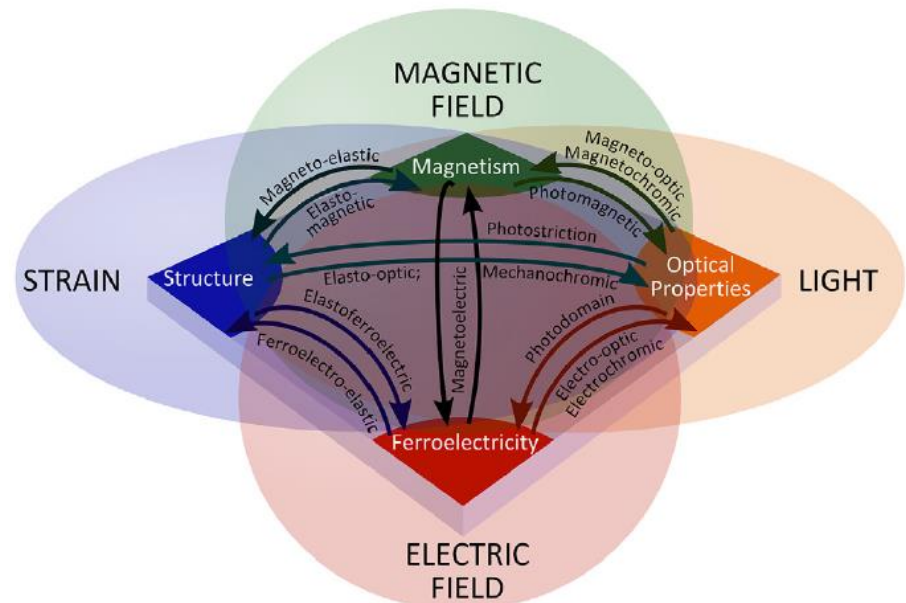 MAGNETIC
FIELD
Magneto-elastic
Magnetism
Magneto-optic
Magnetochromic
Elasto-
magnetic
Photomagnetic
Photostriction
STRAIN
Structure
Elasto-optic;
Mechanochromic
Optical
Properties
LIGHT
Elastoferroelectric
Ferroelectro-elastic
Magnetoelectric
Photodomain
Electro-optic
Electrochromic
Ferroelectricity
ELECTRIC
FIELD